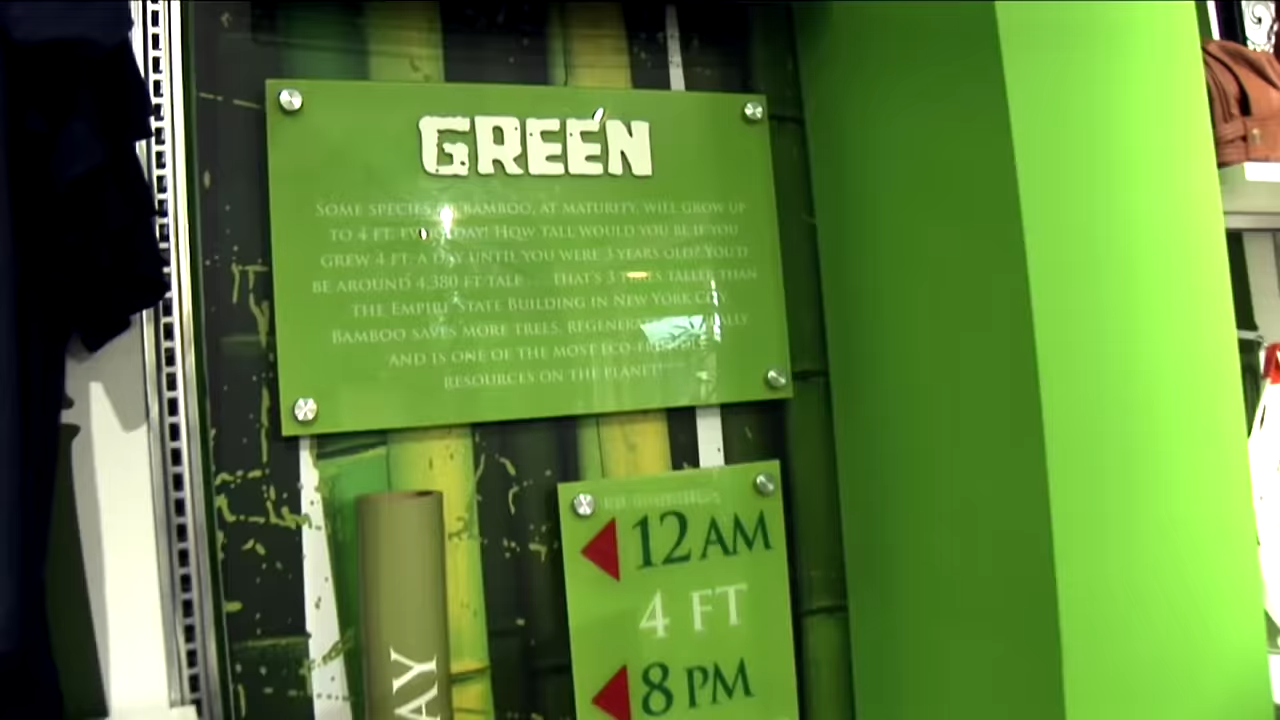 GREEN
SOME SPECIES BAMBOO, AT MATURITY, WILL GROW UP
TO 4 FT. EVERY DAY! HOW TALL WOULD YOU BE IF YOU
GREW 4 FT. A DAY UNTIL YOU WERE 3 YEARS OLD? YOU'D
BE AROUND 4,380 FT TALL . . . THAT'S 3 TIMES TALLER THAN
THE EMPIRE STATE BUILDING IN NEW YORK CITY.
BAMBOO SAVES MORE TREES, REGENERATES
AND IS ONE OF THE MOST ECO-FRIENDLY
RESOURCES ON THE PLANET!
12 AM
4 FT
8 PM
AY